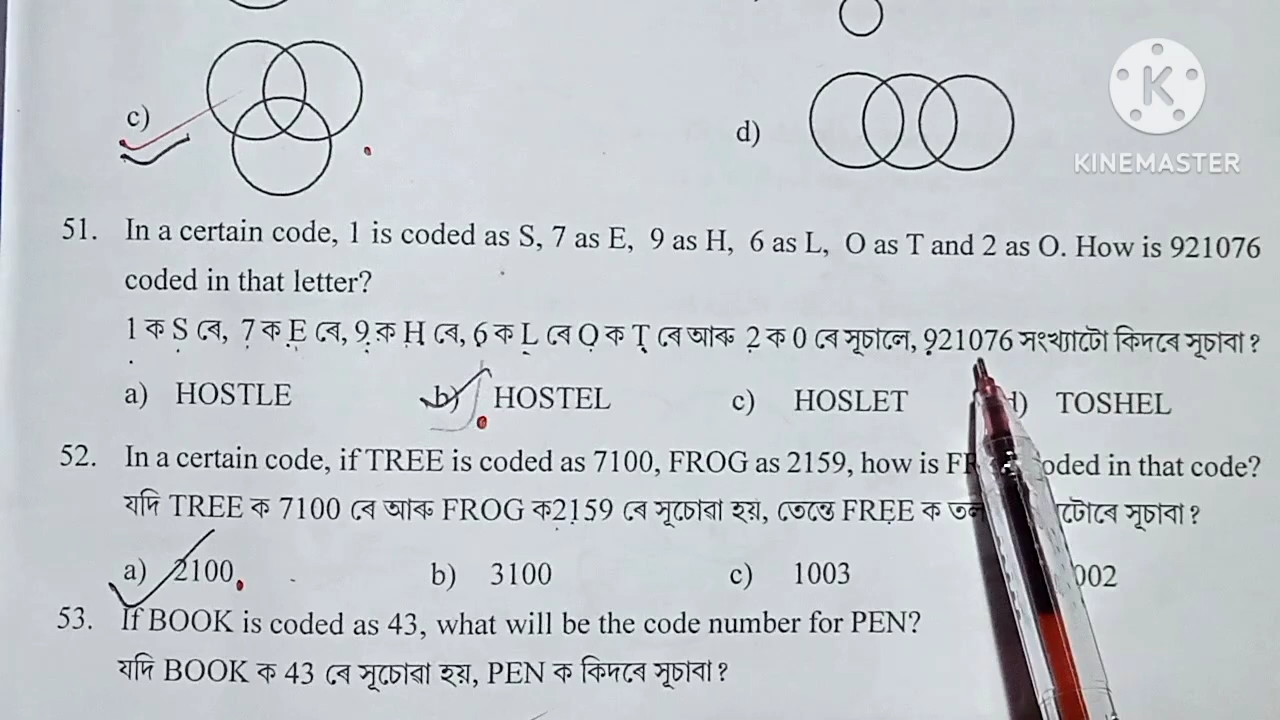 c)
d)
KINEMASTER
51. In a certain code, 1 is coded as S, 7 as E, 9 as H, 6 as L, O as T and 2 as O. How is 921076
coded in that letter?
1 ক S ৰে, 7 ক E ৰে, 9 ক H ৰে, 6 ক L ৰে O ক T ৰে আৰু 2 ক 0 ৰে সূচালে, 921076 সংখ্যাটো কিদৰে সূচাবা ?
a) HOSTLE b) HOSTEL c) HOSLET d) TOSHEL
52. In a certain code, if TREE is coded as 7100, FROG as 2159, how is coded in that code?
যদি TREE ক 7100 ৰে আৰু FROG ক2159 ৰে সূচোৱা হয়, তেন্তে FREE ক সূচাবা ?
a) 2100 b) 3100 c) 1003 002
53. If BOOK is coded as 43, what will be the code number for PEN?
যদি BOOK ক 43 ৰে সূচোৱা হয়, PEN ক কিদৰে সূচাবা ?